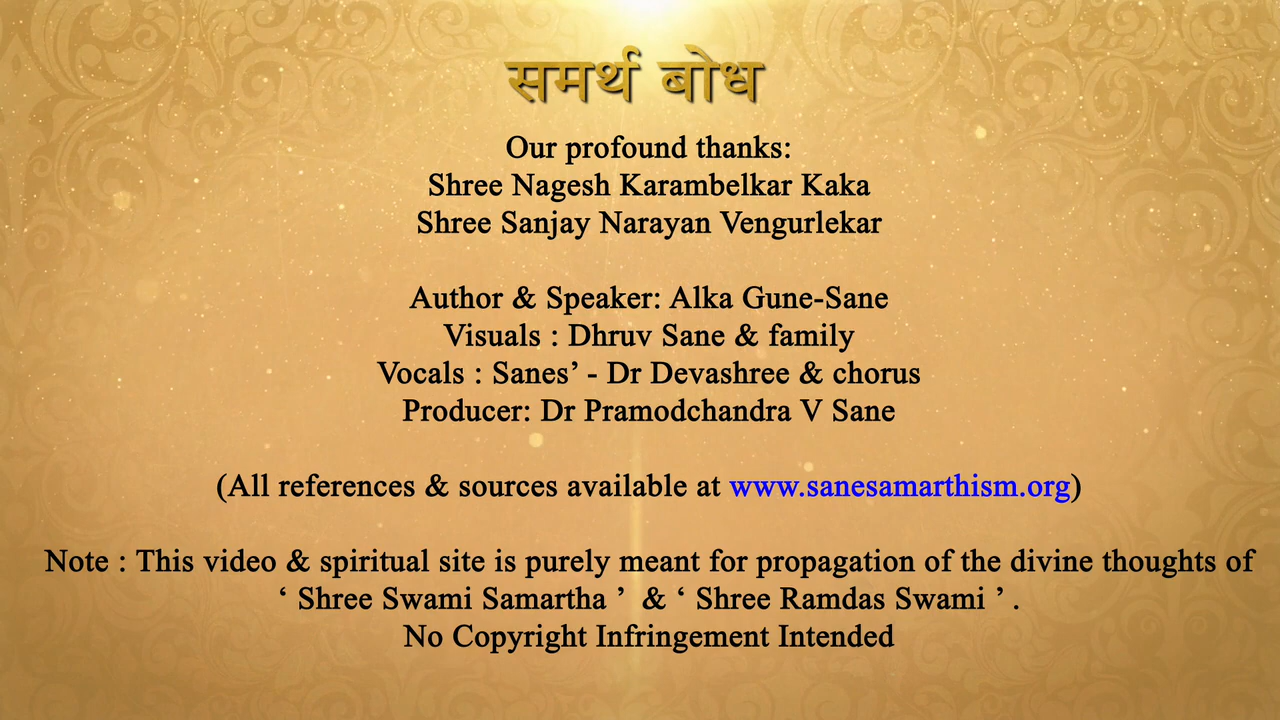 समर्थ बोध
Our profound thanks:
Shree Nagesh Karambelkar Kaka
Shree Sanjay Narayan Vengurlekar
Author & Speaker: Alka Gune-Sane
Visuals : Dhruv Sane & family
Vocals : Sanes’ - Dr Devashree & chorus
Producer: Dr Pramodchandra V Sane
(All references & sources available at www.sanesamarthism.org)
Note : This video & spiritual site is purely meant for propagation of the divine thoughts of
‘ Shree Swami Samartha ’ & ‘ Shree Ramdas Swami ’ .
No Copyright Infringement Intended